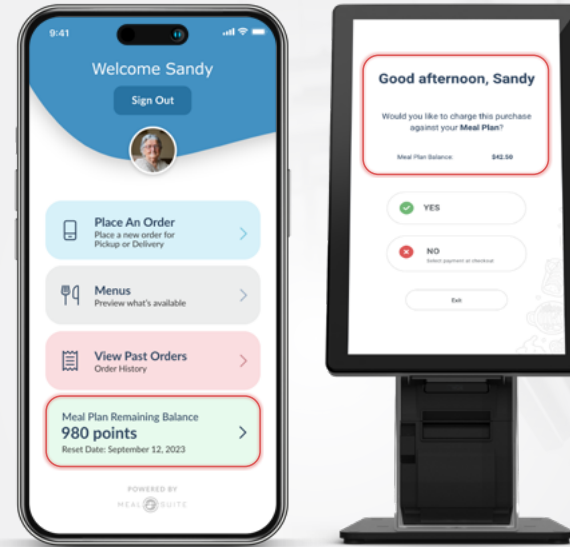 9:41
Welcome Sandy
Sign Out
Place An Order
Place a new order for
Pickup or Delivery
Menus
Preview what's available
View Past Orders
Order History
Meal Plan Remaining Balance
980 points
Reset Date: September 12, 2023
POWERED BY
MEAL SUITE
Good afternoon, Sandy
Would you like to charge this purchase
against your Meal Plan?
Meal Plan Balance: $42.50
YES
NO
Select payment at checkout
Exit